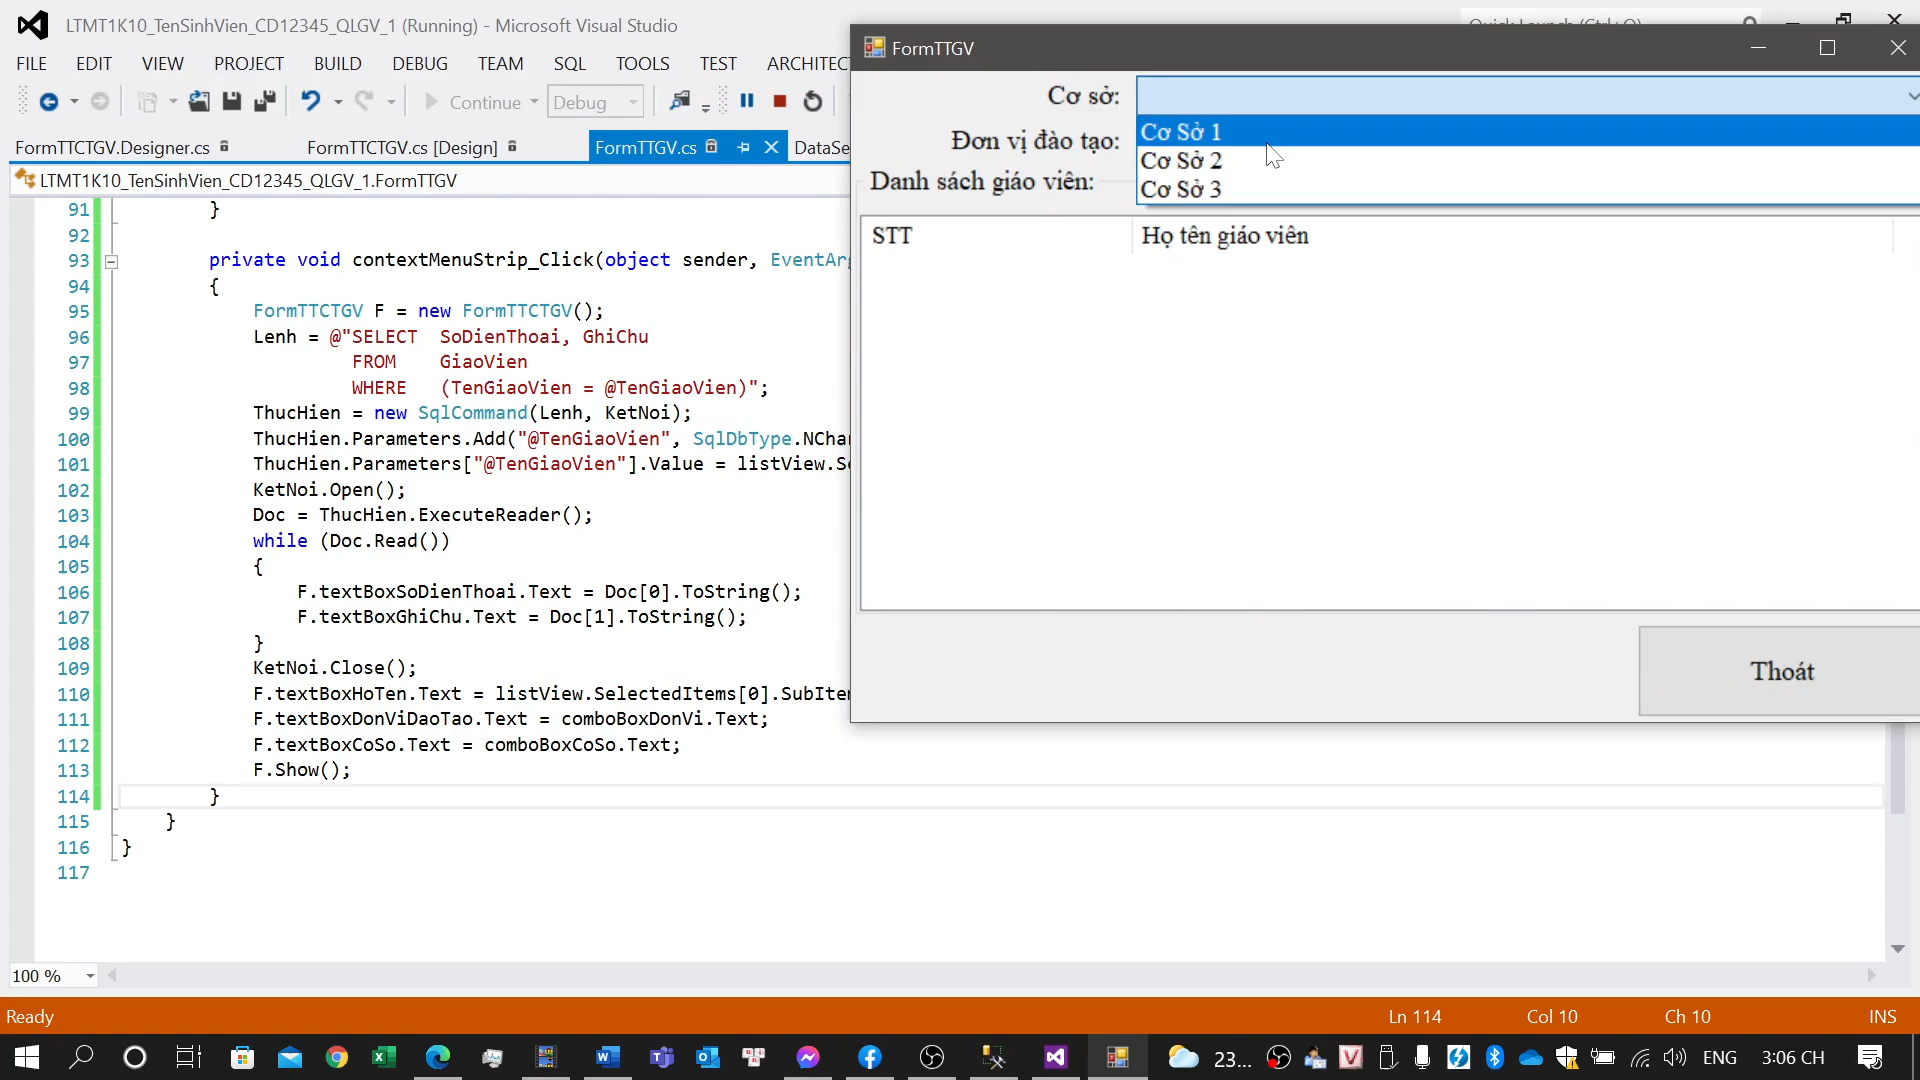 LTMT1K10_TenSinhVien_CD12345_QLGV_1 (Running) - Microsoft Visual Studio
FILE EDIT VIEW PROJECT BUILD DEBUG TEAM SQL TOOLS TEST ARCHITEC
Continue Debug
FormTTCTGV.Designer.cs FormTTCTGV.cs [Design] FormTTGV.cs DataSe
LTMT1K10_TenSinhVien_CD12345_QLGV_1.FormTTGV
91 }
92
93 private void contextMenuStrip_Click(object sender, EventArg
94 {
95 FormTTCTGV F = new FormTTCTGV();
96 Lenh = @"SELECT SoDienThoai, GhiChu
97 FROM GiaoVien
98 WHERE (TenGiaoVien = @TenGiaoVien)";
99 ThucHien = new SqlCommand(Lenh, KetNoi);
100 ThucHien.Parameters.Add("@TenGiaoVien", SqlDbType.NChar
101 ThucHien.Parameters["@TenGiaoVien"].Value = listView.Se
102 KetNoi.Open();
103 Doc = ThucHien.ExecuteReader();
104 while (Doc.Read())
105 {
106 F.textBoxSoDienThoai.Text = Doc[0].ToString();
107 F.textBoxGhiChu.Text = Doc[1].ToString();
108 }
109 KetNoi.Close();
110 F.textBoxHoTen.Text = listView.SelectedItems[0].SubItem
111 F.textBoxDonViDaoTao.Text = comboBoxDonVi.Text;
112 F.textBoxCoSo.Text = comboBoxCoSo.Text;
113 F.Show();
114 }
115 }
116 }
117
100 %
FormTTGV
Cơ sở:
Cơ Sở 1
Cơ Sở 2
Cơ Sở 3
Đơn vị đào tạo:
Danh sách giáo viên:
STT Họ tên giáo viên
Thoát
Ready Ln 114 Col 10 Ch 10 INS
23... ENG 3:06 CH